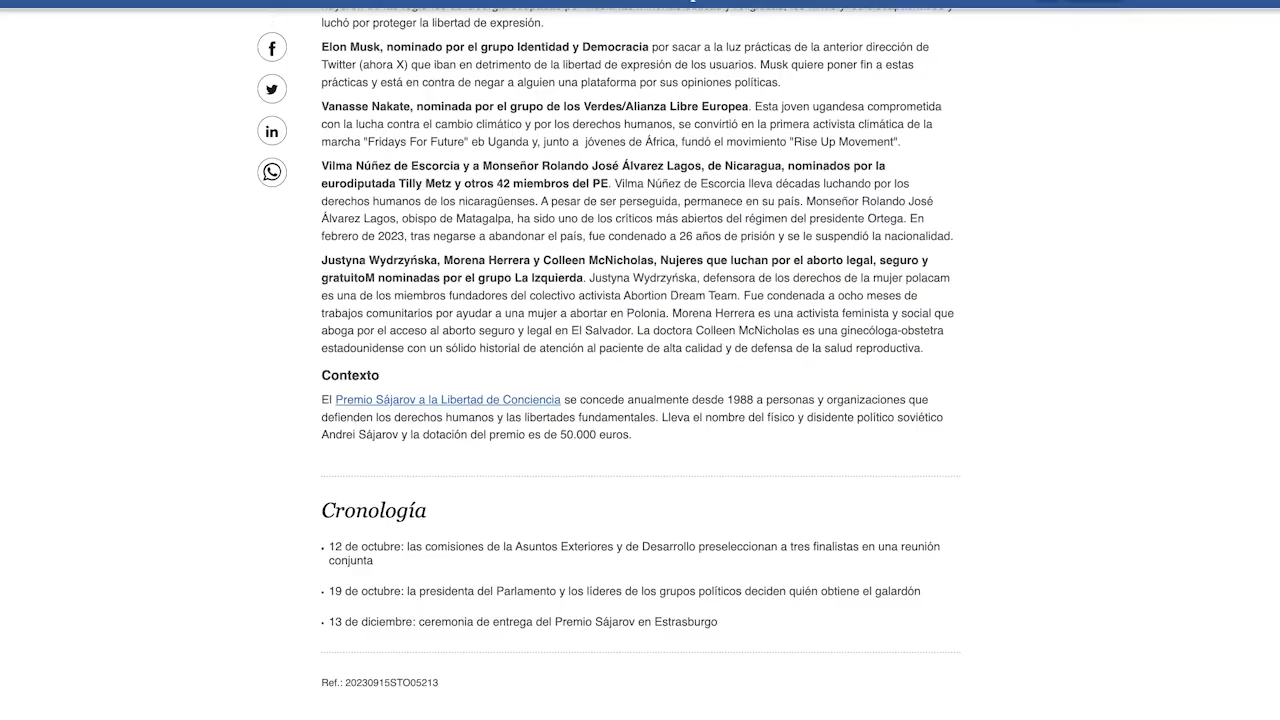 luchó por proteger la libertad de expresión.
Elon Musk, nominado por el grupo Identidad y Democracia por sacar a la luz prácticas de la anterior dirección de
Twitter (ahora X) que iban en detrimento de la libertad de expresión de los usuarios. Musk quiere poner fin a estas
prácticas y está en contra de negar a alguien una plataforma por sus opiniones políticas.
Vanasse Nakate, nominada por el grupo de los Verdes/Alianza Libre Europea. Esta joven ugandesa comprometida
con la lucha contra el cambio climático y por los derechos humanos, se convirtió en la primera activista climática de la
marcha "Fridays For Future" eb Uganda y, junto a jóvenes de África, fundó el movimiento "Rise Up Movement".
Vilma Núñez de Escorcia y a Monseñor Rolando José Álvarez Lagos, de Nicaragua, nominados por la
eurodiputada Tilly Metz y otros 42 miembros del PE. Vilma Núñez de Escorcia lleva décadas luchando por los
derechos humanos de los nicaragüenses. A pesar de ser perseguida, permanece en su país. Monseñor Rolando José
Álvarez Lagos, obispo de Matagalpa, ha sido uno de los críticos más abiertos del régimen del presidente Ortega. En
febrero de 2023, tras negarse a abandonar el país, fue condenado a 26 años de prisión y se le suspendió la nacionalidad.
Justyna Wydrzyńska, Morena Herrera y Colleen McNicholas, Nujeres que luchan por el aborto legal, seguro y
gratuitoM nominadas por el grupo La Izquierda. Justyna Wydrzyńska, defensora de los derechos de la mujer polacam
es una de los miembros fundadores del colectivo activista Abortion Dream Team. Fue condenada a ocho meses de
trabajos comunitarios por ayudar a una mujer a abortar en Polonia. Morena Herrera es una activista feminista y social que
aboga por el acceso al aborto seguro y legal en El Salvador. La doctora Colleen McNicholas es una ginecóloga-obstetra
estadounidense con un sólido historial de atención al paciente de alta calidad y de defensa de la salud reproductiva.
Contexto
El Premio Sájarov a la Libertad de Conciencia se concede anualmente desde 1988 a personas y organizaciones que
defienden los derechos humanos y las libertades fundamentales. Lleva el nombre del físico y disidente político soviético
Andrei Sájarov y la dotación del premio es de 50.000 euros.
Cronología
• 12 de octubre: las comisiones de la Asuntos Exteriores y de Desarrollo preseleccionan a tres finalistas en una reunión
conjunta
• 19 de octubre: la presidenta del Parlamento y los líderes de los grupos políticos deciden quién obtiene el galardón
• 13 de diciembre: ceremonia de entrega del Premio Sájarov en Estrasburgo
Ref.: 20230915STO05213